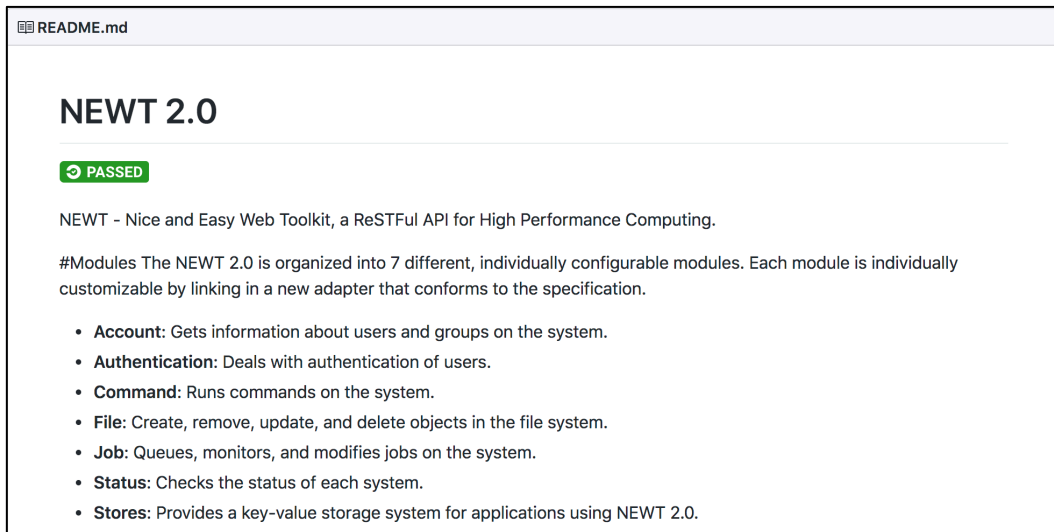 README.md
NEWT 2.0
PASSED
NEWT - Nice and Easy Web Toolkit, a ReSTFul API for High Performance Computing.
#Modules The NEWT 2.0 is organized into 7 different, individually configurable modules. Each module is individually
customizable by linking in a new adapter that conforms to the specification.
• Account: Gets information about users and groups on the system.
• Authentication: Deals with authentication of users.
• Command: Runs commands on the system.
• File: Create, remove, update, and delete objects in the file system.
• Job: Queues, monitors, and modifies jobs on the system.
• Status: Checks the status of each system.
• Stores: Provides a key-value storage system for applications using NEWT 2.0.